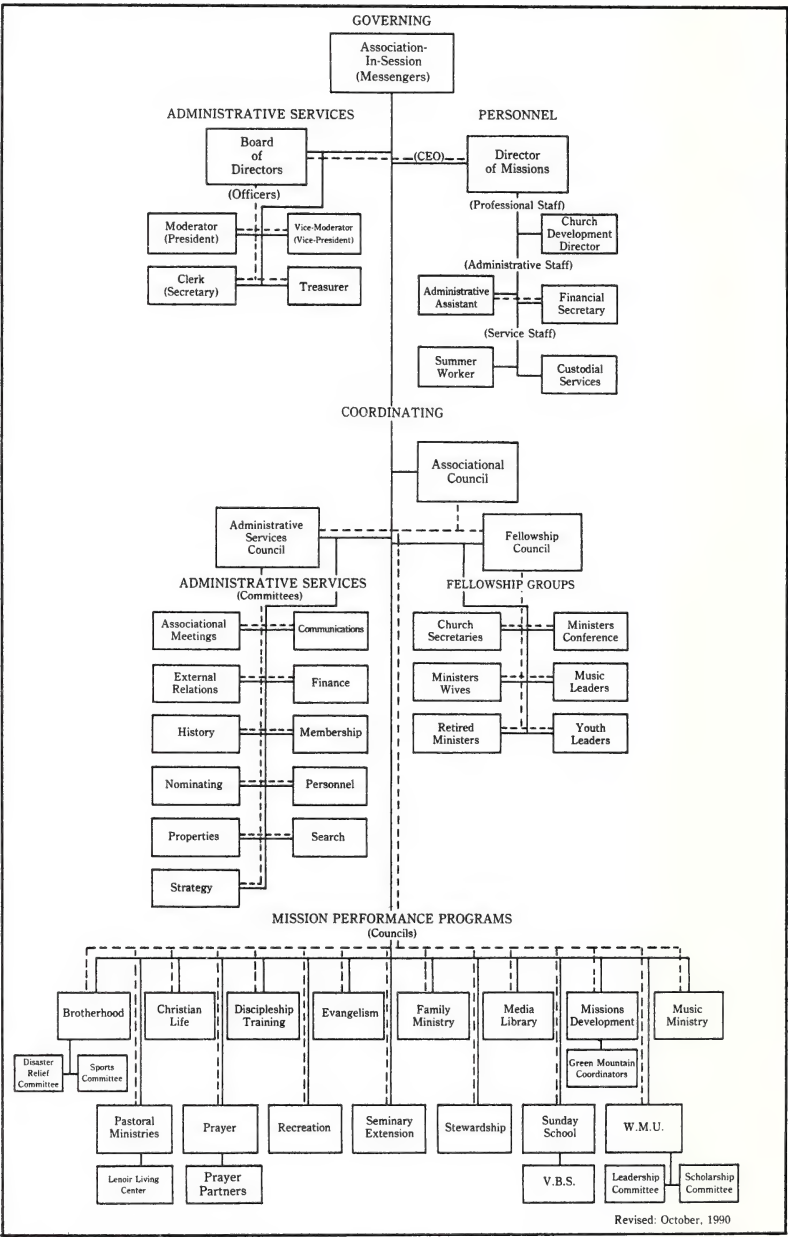 GOVERNING
Association-
In-Session
(Messengers)
ADMINISTRATIVE SERVICES
PERSONNEL
Board
of
Directors
(CEO)
Director
of Missions
(Officers)
(Professional Staff)
Moderator
(President)
Vice-Moderator
(Vice-President)
Church
Development
Director
(Administrative Staff)
Clerk
(Secretary)
Treasurer
Administrative
Assistant
Financial
Secretary
(Service Staff)
Summer
Worker
Custodial
Services
COORDINATING
Associational
Council
Administrative
Services
Council
Fellowship
Council
ADMINISTRATIVE SERVICES
(Committees)
FELLOWSHIP GROUPS
Associational
Meetings
Communications
Church
Secretaries
Ministers
Conference
External
Relations
Finance
Ministers
Wives
Music
Leaders
History
Membership
Retired
Ministers
Youth
Leaders
Nominating
Personnel
Properties
Search
Strategy
MISSION PERFORMANCE PROGRAMS
(Councils)
Brotherhood
Christian
Life
Discipleship
Training
Evangelism
Family
Ministry
Media
Library
Missions
Development
Music
Ministry
Disaster
Relief
Committee
Sports
Committee
Green Mountain
Coordinators
Pastoral
Ministries
Prayer
Recreation
Seminary
Extension
Stewardship
Sunday
School
W.M.U.
Lenoir Living
Center
Prayer
Partners
V.B.S.
Leadership
Committee
Scholarship
Committee
Revised: October, 1990